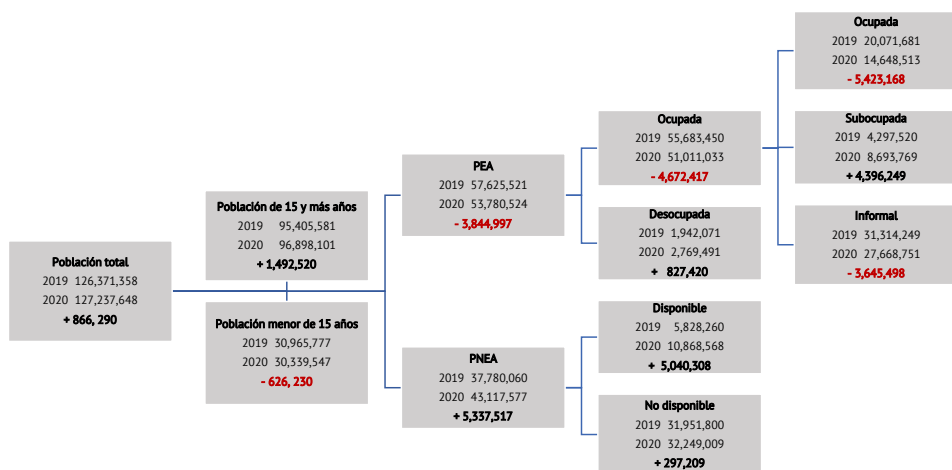 Población total
2019 126,371,358
2020 127,237,648
+ 866, 290
Población de 15 y más años
2019 95,405,581
2020 96,898,101
+ 1,492,520
Población menor de 15 años
2019 30,965,777
2020 30,339,547
- 626, 230
PEA
2019 57,625,521
2020 53,780,524
- 3,844,997
PNEA
2019 37,780,060
2020 43,117,577
+ 5,337,517
Ocupada
2019 55,683,450
2020 51,011,033
- 4,672,417
Desocupada
2019 1,942,071
2020 2,769,491
+ 827,420
Disponible
2019 5,828,260
2020 10,868,568
+ 5,040,308
No disponible
2019 31,951,800
2020 32,249,009
+ 297,209
Ocupada
2019 20,071,681
2020 14,648,513
- 5,423,168
Subocupada
2019 4,297,520
2020 8,693,769
+ 4,396,249
Informal
2019 31,314,249
2020 27,668,751
- 3,645,498